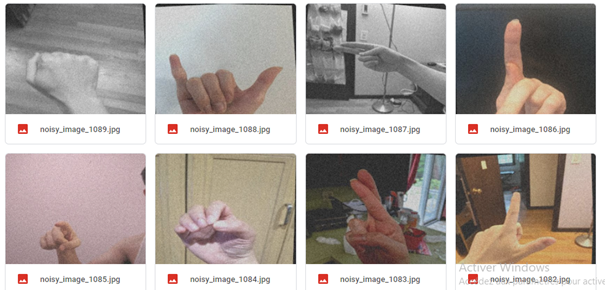 noisy_image_1089.jpg
noisy_image_1088.jpg
noisy_image_1087.jpg
noisy_image_1086.jpg
noisy_image_1085.jpg
noisy_image_1084.jpg
noisy_image_1083.jpg
noisy_image_1082.jpg
Activer Windows